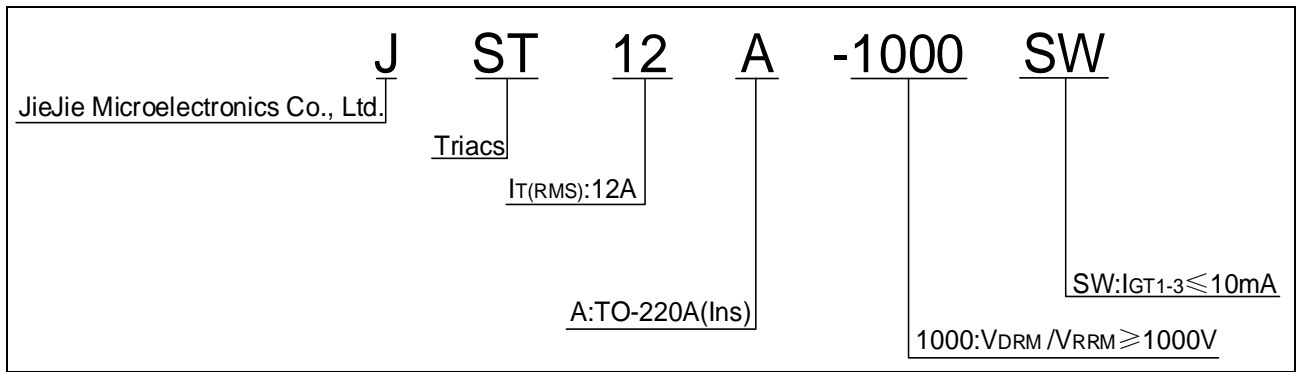 J ST 12 A -1000 SW
JieJie Microelectronics Co., Ltd.
Triacs
IT(RMS):12A
SW:IGT1-3≤10mA
A:TO-220A(Ins)
1000:VDRM /VRRM≥1000V